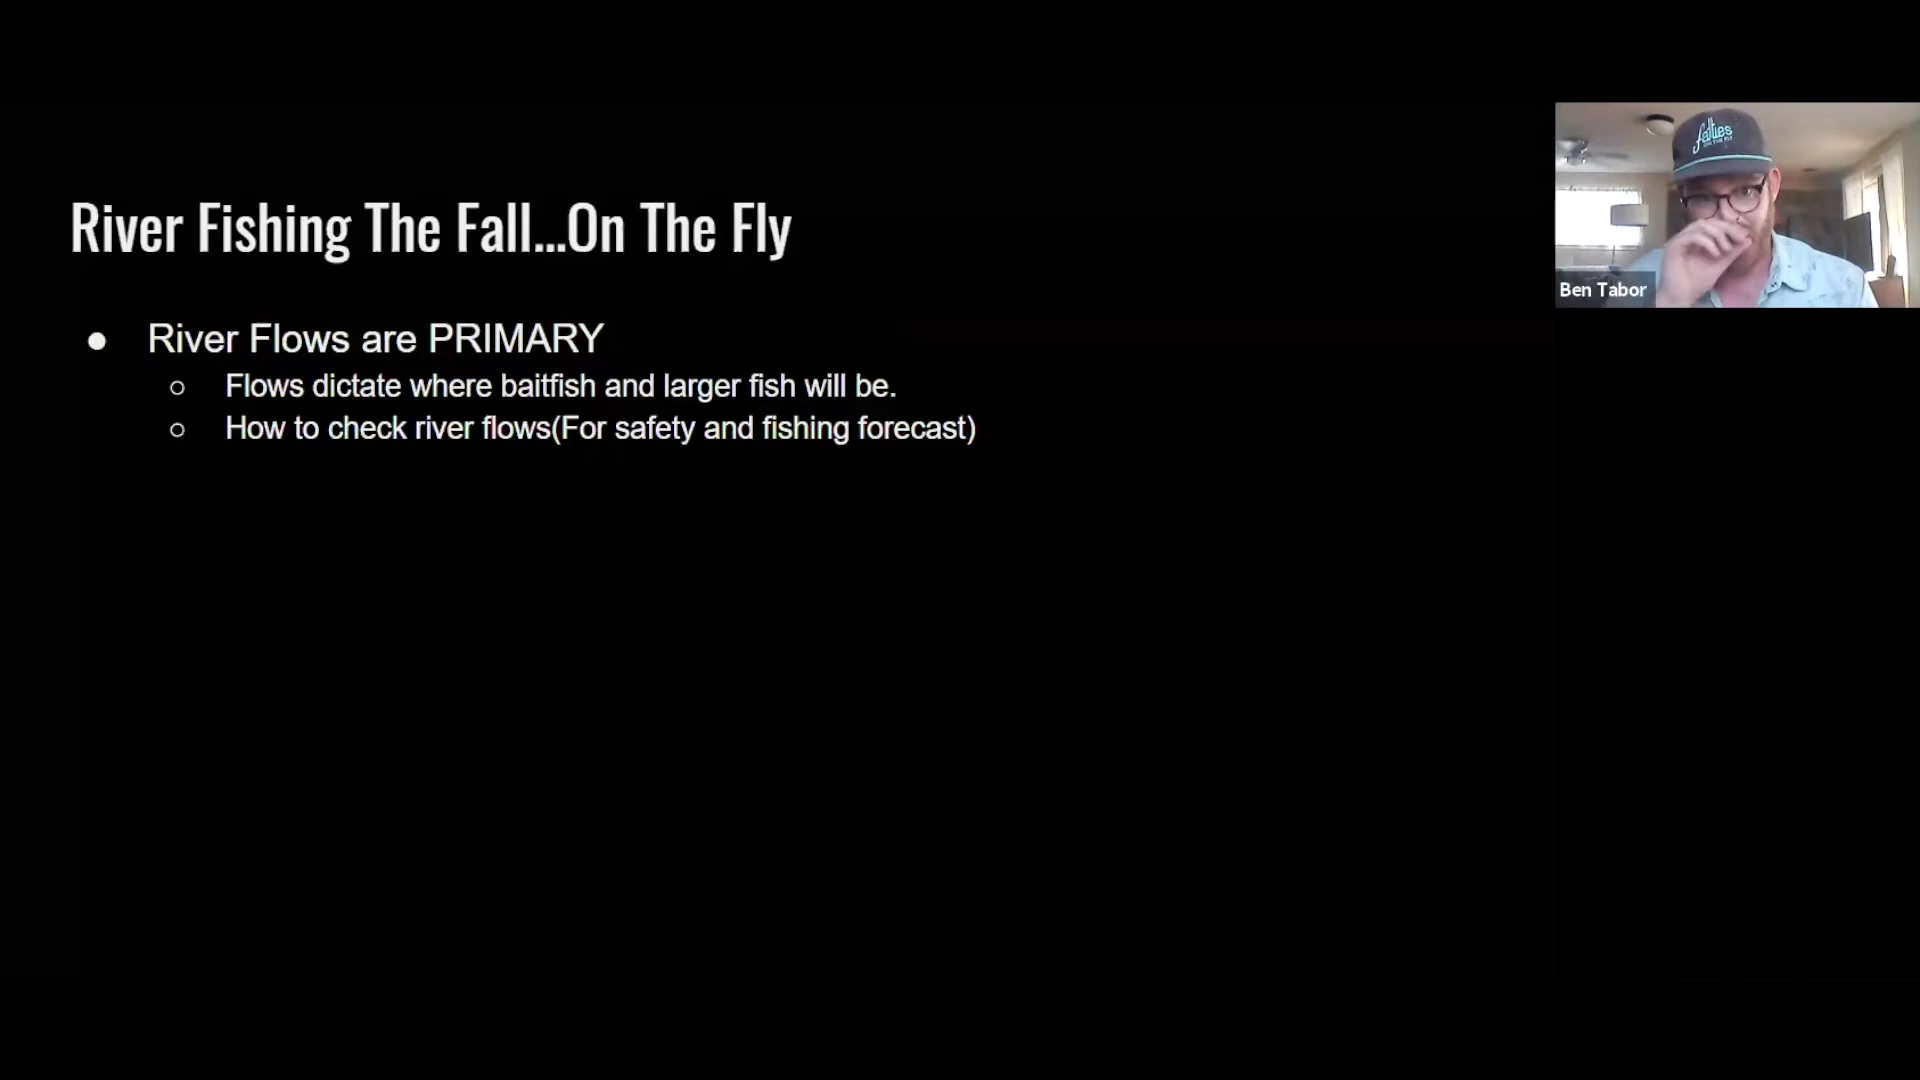 River Fishing The Fall...On The Fly
● River Flows are PRIMARY
○ Flows dictate where baitfish and larger fish will be.
○ How to check river flows(For safety and fishing forecast)
Ben Tabor